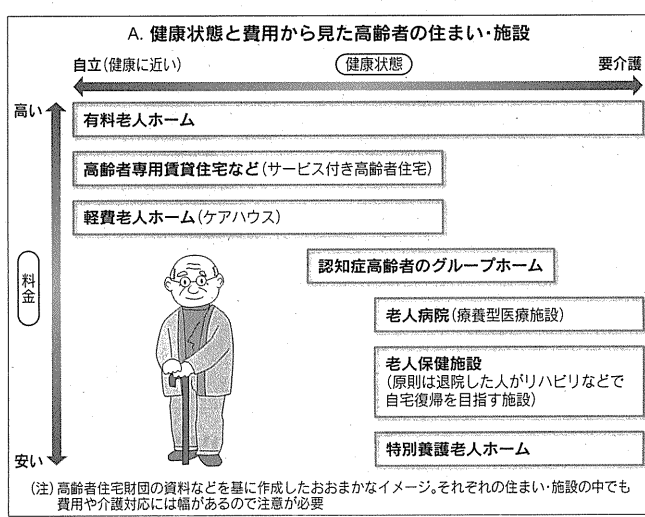 A. 健康状態と費用から見た高齢者の住まい・施設
自立(健康に近い)
健康状態
要介護
高い
有料老人ホーム
高齢者専用賃貸住宅など(サービス付き高齢者住宅)
軽費老人ホーム(ケアハウス)
認知症高齢者のグループホーム
料金
老人病院(療養型医療施設)
老人保健施設
(原則は退院した人がリハビリなどで
自宅復帰を目指す施設)
特別養護老人ホーム
安い
(注)高齢者住宅財団の資料などを基に作成したおおまかなイメージ。それぞれの住まい・施設の中でも
費用や介護対応には幅があるので注意が必要